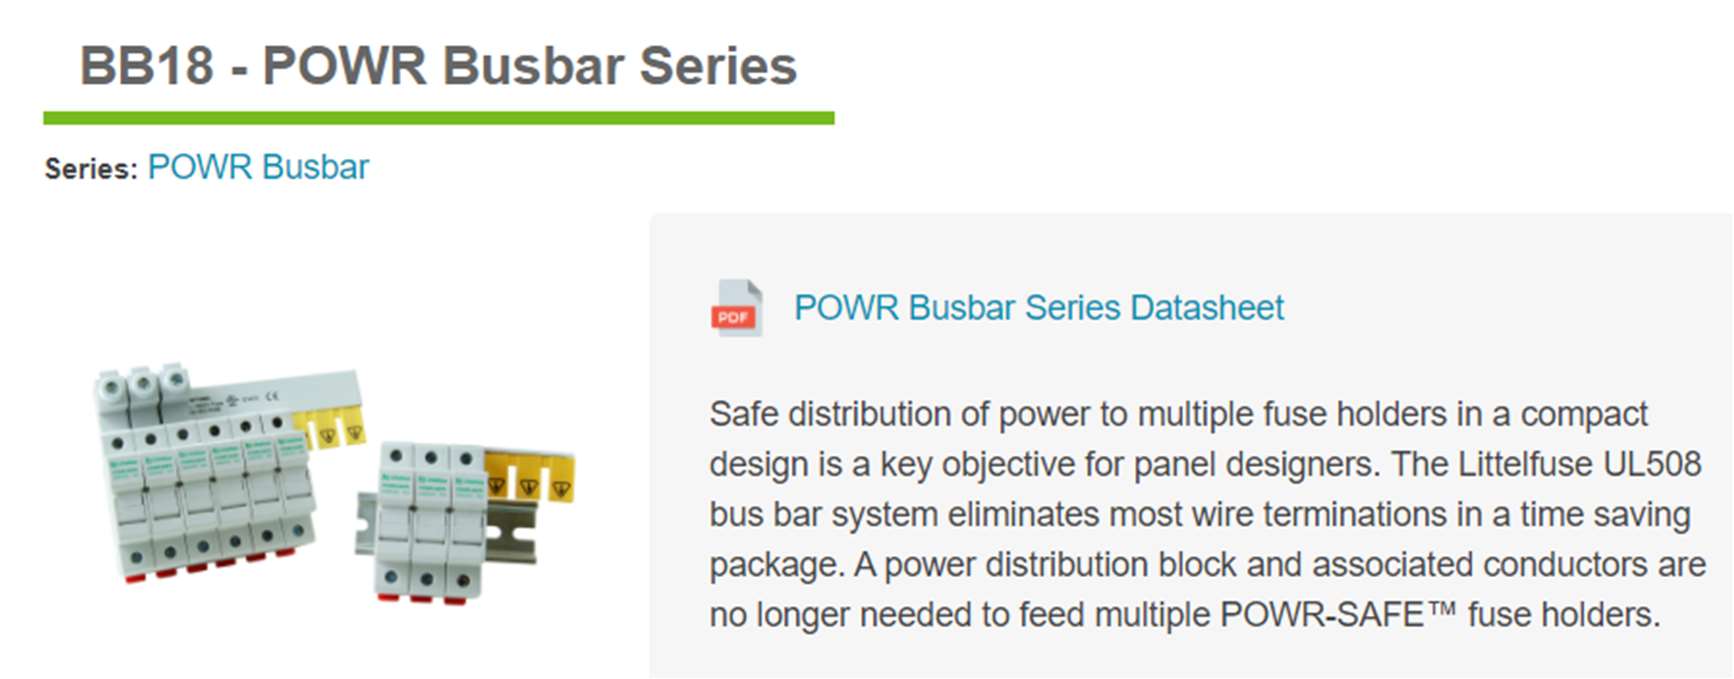 BB18 - POWR Busbar Series
Series: POWR Busbar
PDF
POWR Busbar Series Datasheet
Safe distribution of power to multiple fuse holders in a compact
design is a key objective for panel designers. The Littelfuse UL508
bus bar system eliminates most wire terminations in a time saving
package. A power distribution block and associated conductors are
no longer needed to feed multiple POWR-SAFE™ fuse holders.